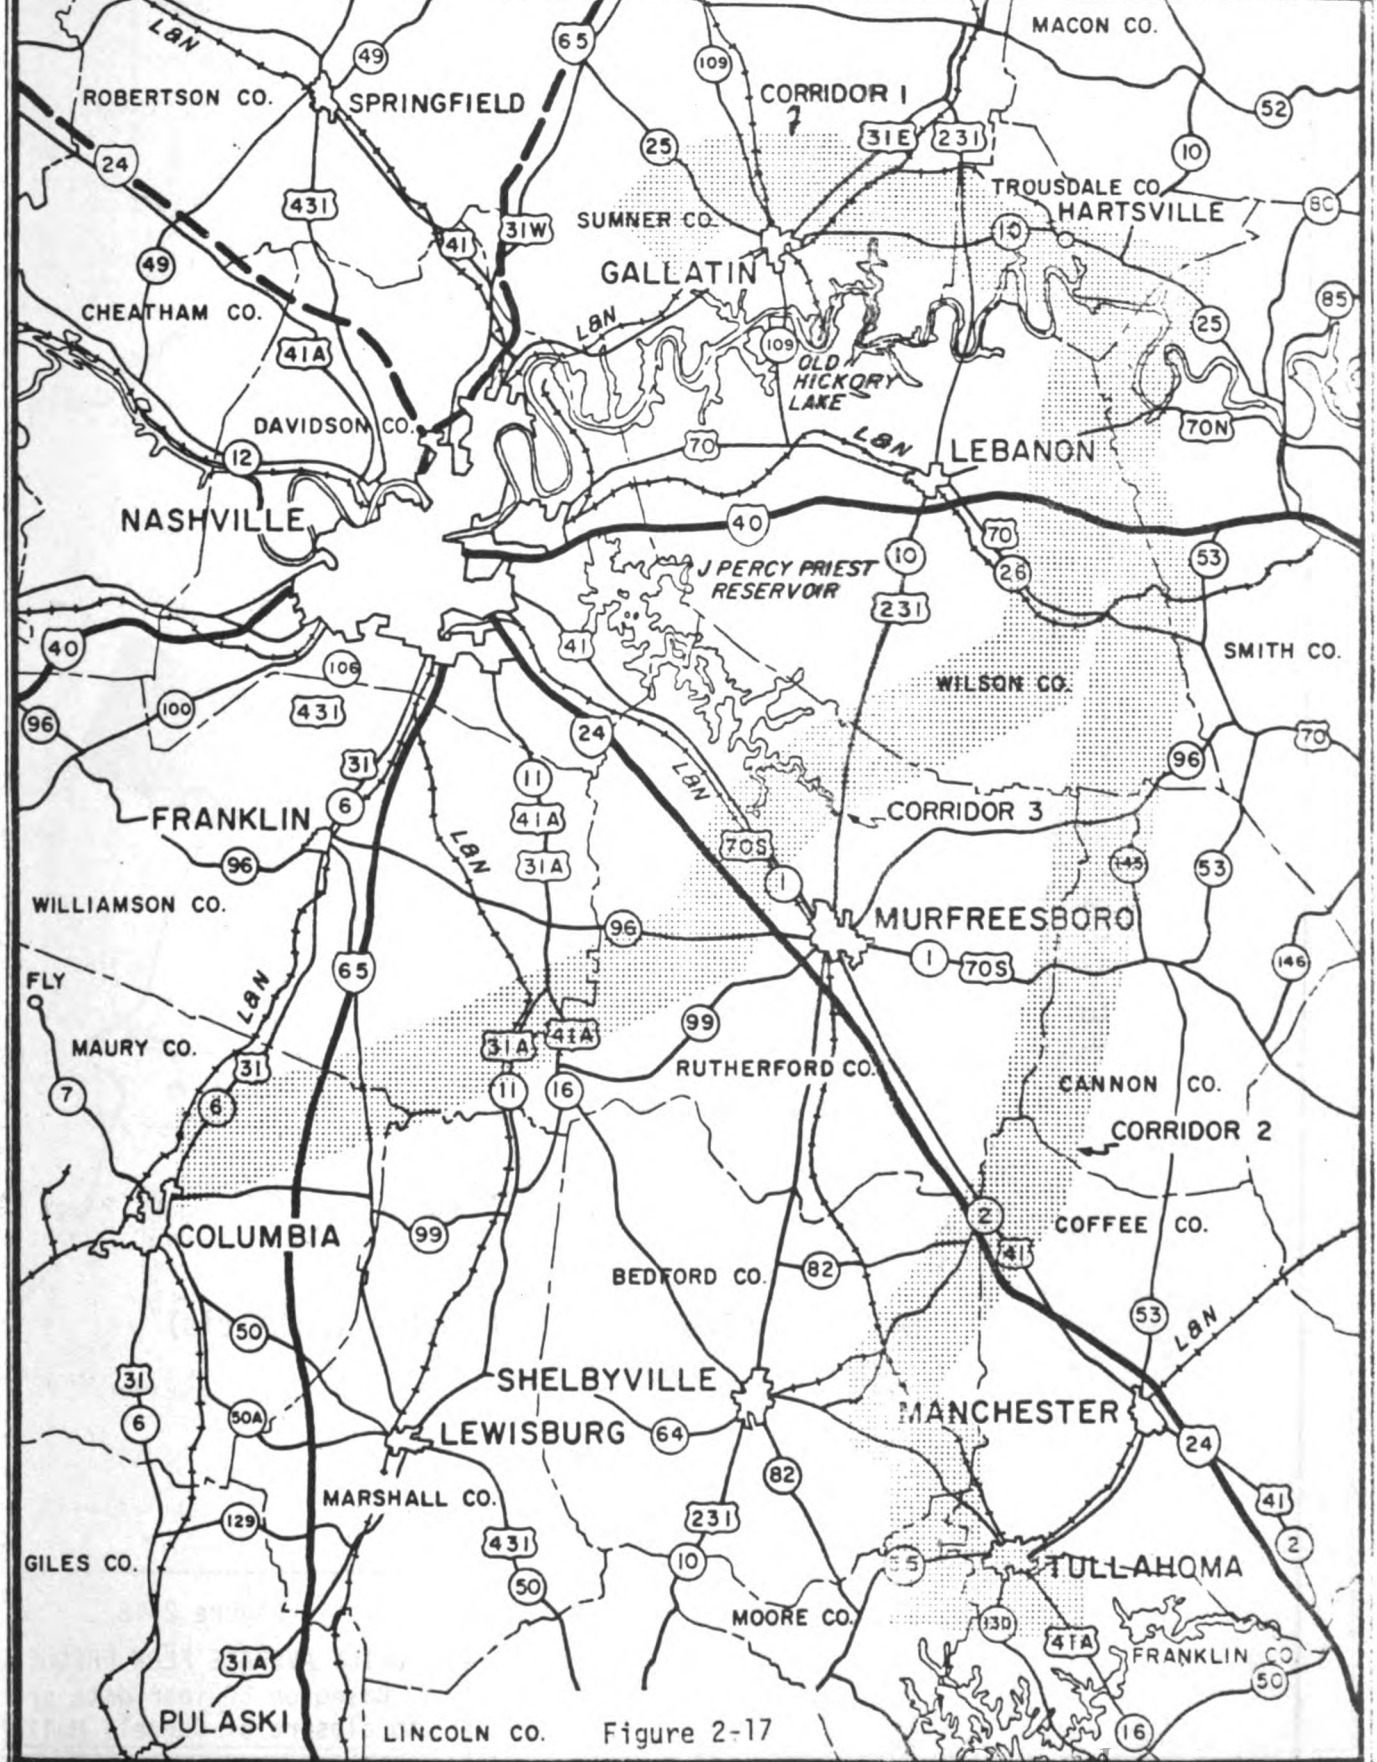 MACON CO.
L&N
49
65
109
ROBERTSON CO.
SPRINGFIELD
CORRIDOR 1
52
24
25
31E
231
10
431
TROUSDALE CO.
HARTSVILLE
80
SUMNER CO.
41
31W
10
49
GALLATIN
85
CHEATHAM CO.
L&N
25
41A
109
OLD
HICKORY
LAKE
DAVIDSON CO.
70
L&N
LEBANON
70N
12
NASHVILLE
40
70
10
53
J PERCY PRIEST
RESERVOIR
26
231
40
41
SMITH CO.
106
WILSON CO.
96
100
431
24
70
31
11
L&N
96
6
FRANKLIN
41A
CORRIDOR 3
70S
96
L&N
31A
145
53
1
WILLIAMSON CO.
MURFREESBORO
96
65
1
70S
146
FLY
L&N
99
MAURY CO.
31A
41A
31
RUTHERFORD CO.
CANNON CO.
7
6
11
16
CORRIDOR 2
2
COFFEE CO.
COLUMBIA
99
41
BEDFORD CO.
82
53
L&N
50
31
SHELBYVILLE
6
50A
MANCHESTER
LEWISBURG
64
24
82
MARSHALL CO.
41
129
231
431
2
GILES CO.
10
55
TULLAHOMA
50
MOORE CO.
130
41A
31A
FRANKLIN CO.
50
PULASKI
LINCOLN CO.
Figure 2-17
16